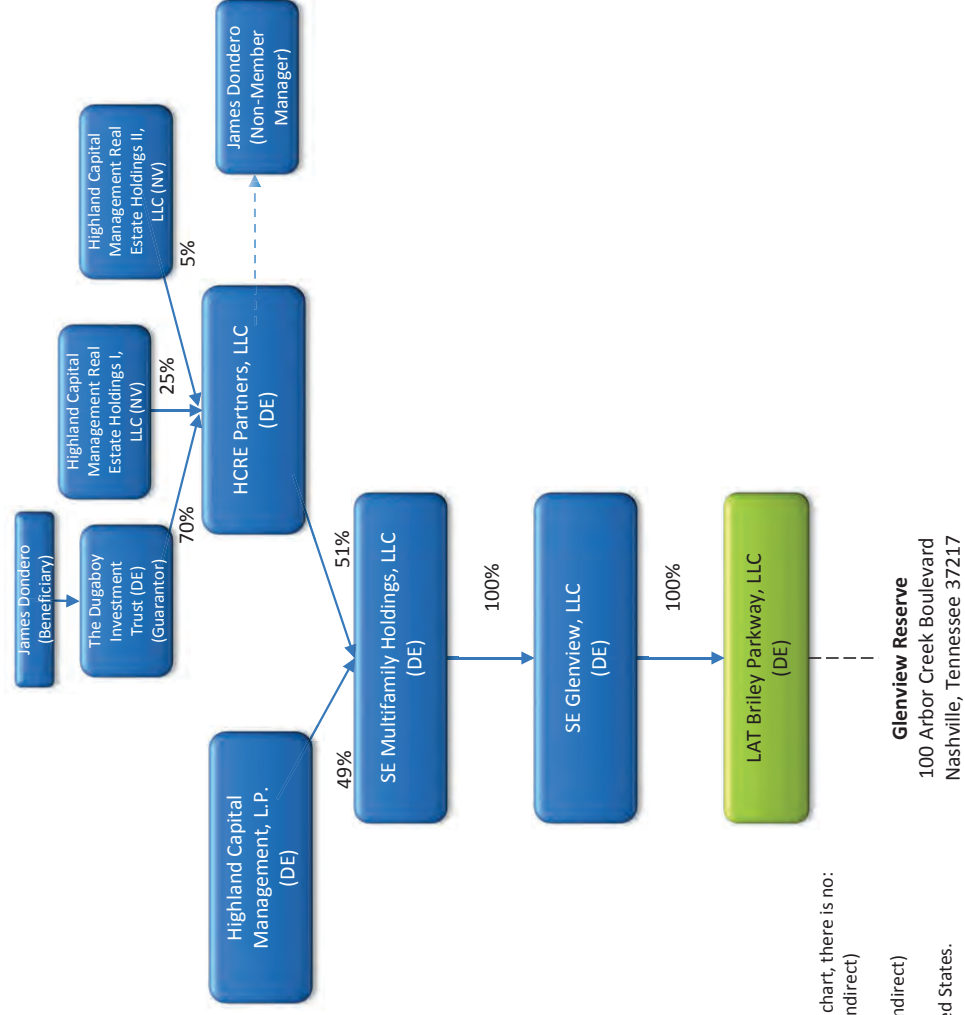 James Dondero
(Beneficiary)
The Dugaboy
Investment
Trust (DE)
(Guarantor)
Highland Capital
Management Real
Estate Holdings I,
LLC (NV)
Highland Capital
Management Real
Estate Holdings II,
LLC (NV)
70%
25%
5%
HCRE Partners, LLC
(DE)
James Dondero
(Non-Member
Manager)
Highland Capital
Management, L.P.
(DE)
49%
51%
SE Multifamily Holdings, LLC
(DE)
100%
SE Glenview, LLC
(DE)
100%
LAT Briley Parkway, LLC
(DE)
Glenview Reserve
100 Arbor Creek Boulevard
Nashville, Tennessee 37217
chart, there is no:
ndirect)
ndirect)
ed States.